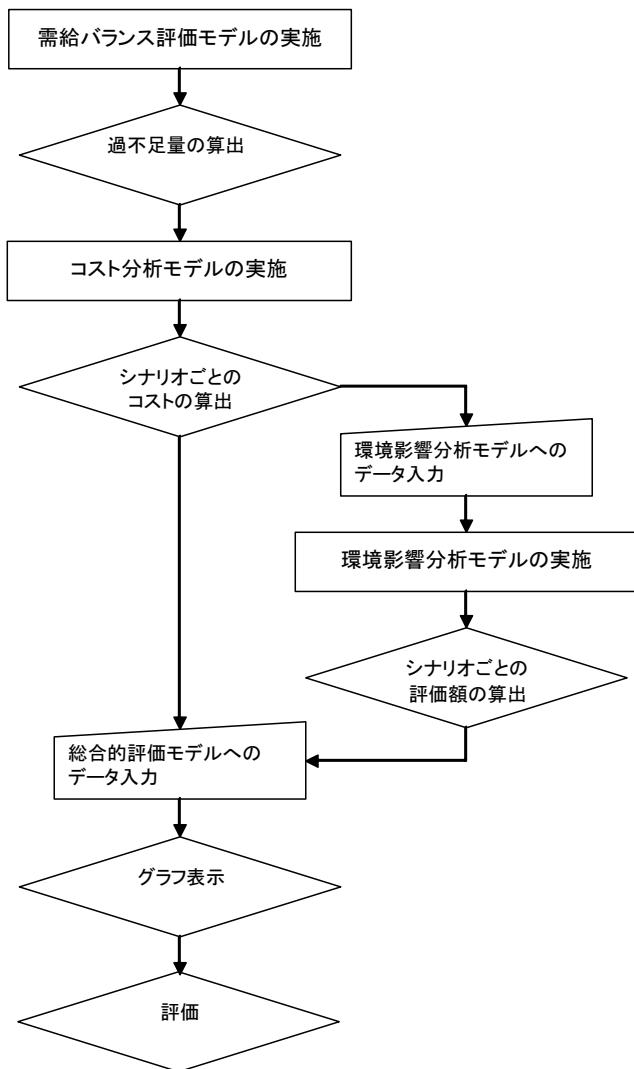 需給バランス評価モデルの実施
過不足量の算出
コスト分析モデルの実施
シナリオごとの
コストの算出
環境影響分析モデルへの
データ入力
環境影響分析モデルの実施
シナリオごとの
評価額の算出
総合的評価モデルへの
データ入力
グラフ表示
評価